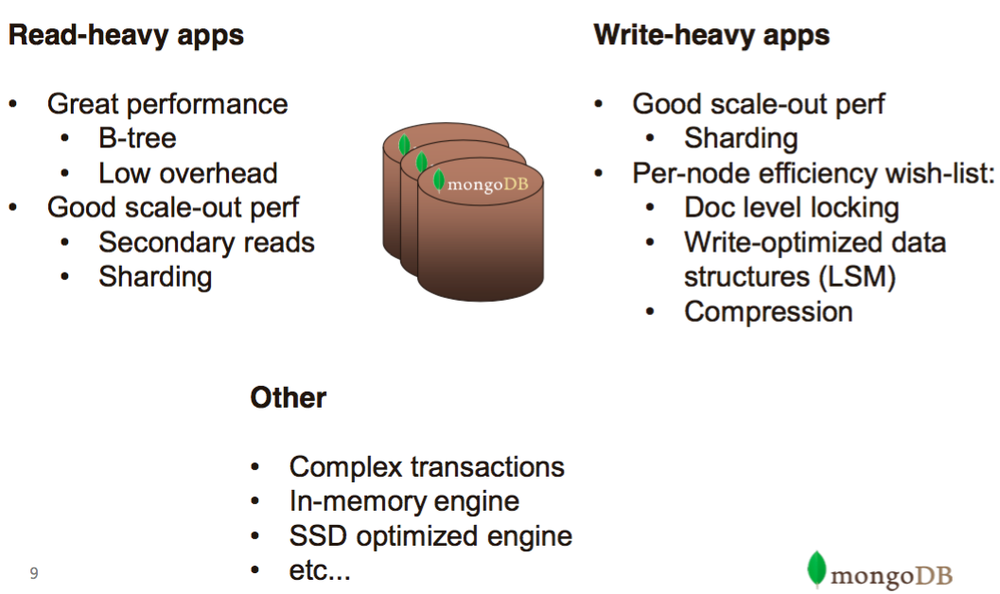 Read-heavy apps
• Great performance
• B-tree
• Low overhead
• Good scale-out perf
• Secondary reads
• Sharding
mongoDB
Write-heavy apps
• Good scale-out perf
• Sharding
• Per-node efficiency wish-list:
• Doc level locking
• Write-optimized data
structures (LSM)
• Compression
Other
• Complex transactions
• In-memory engine
• SSD optimized engine
• etc...
9
mongoDB